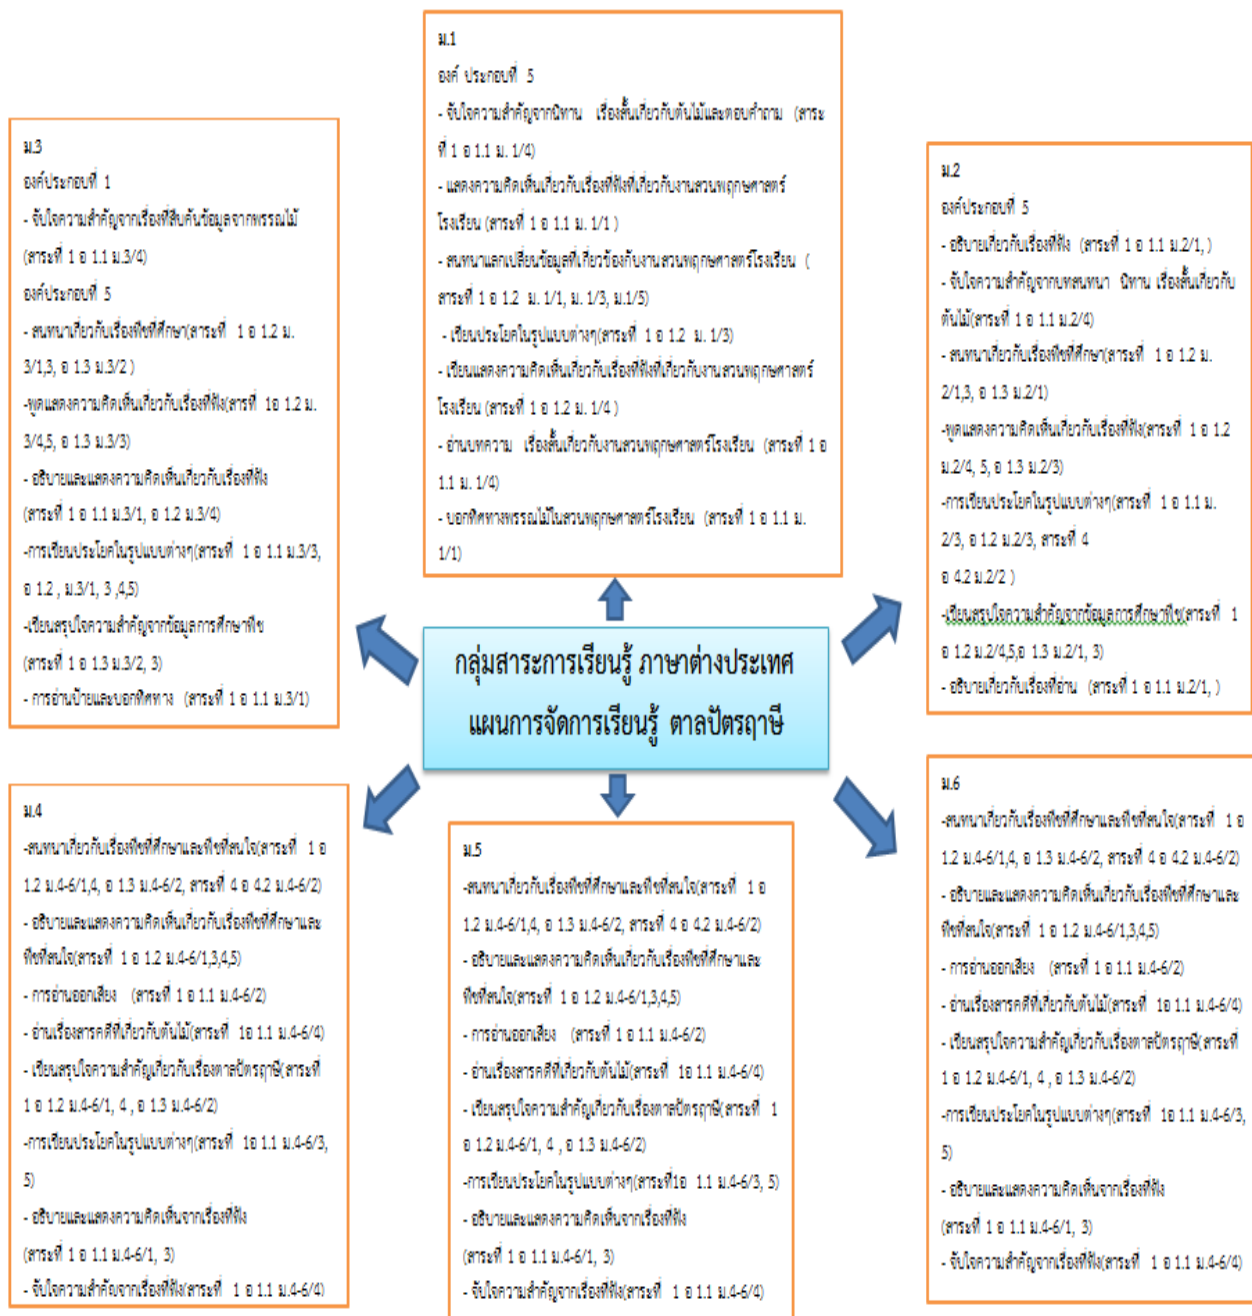 ม.1
องค์ ประกอบที่ 5
- จับใจความสำคัญจากนิทาน เรื่องสั้นเกี่ยวกับต้นไม้และตอบคำถาม (สาระ
ที่ 1 อ 1.1 ม. 1/4)
- แสดงความคิดเห็นเกี่ยวกับเรื่องที่ฟังที่เกี่ยวกับงานสวนพฤกษศาสตร์
โรงเรียน (สาระที่ 1 อ 1.1 ม. 1/1 )
- สนทนาแลกเปลี่ยนข้อมูลที่เกี่ยวข้องกับงานสวนพฤกษศาสตร์โรงเรียน (
สาระที่ 1 อ 1.2 ม. 1/1, ม. 1/3, ม.1/5)
- เขียนประโยคในรูปแบบต่างๆ(สาระที่ 1 อ 1.2 ม. 1/3)
- เขียนแสดงความคิดเห็นเกี่ยวกับเรื่องที่ฟังที่เกี่ยวกับงานสวนพฤกษศาสตร์
โรงเรียน (สาระที่ 1 อ 1.2 ม. 1/4 )
- อ่านบทความ เรื่องสั้นเกี่ยวกับงานสวนพฤกษศาสตร์โรงเรียน (สาระที่ 1 อ
1.1 ม. 1/4)
- บอกทิศทางพรรณไม้ในสวนพฤกษศาสตร์โรงเรียน (สาระที่ 1 อ 1.1 ม.
1/1)
ม.3
องค์ประกอบที่ 1
- จับใจความสำคัญจากเรื่องที่สืบค้นข้อมูลจากพรรณไม้
(สาระที่ 1 อ 1.1 ม.3/4)
องค์ประกอบที่ 5
- สนทนาเกี่ยวกับเรื่องพืชที่ศึกษา(สาระที่ 1 อ 1.2 ม.
3/1,3, อ 1.3 ม.3/2 )
-พูดแสดงความคิดเห็นเกี่ยวกับเรื่องที่ฟัง(สารที่ 1อ 1.2 ม.
3/4,5, อ 1.3 ม.3/3)
- อธิบายและแสดงความคิดเห็นเกี่ยวกับเรื่องที่ฟัง
(สาระที่ 1 อ 1.1 ม.3/1, อ 1.2 ม.3/4)
-การเขียนประโยคในรูปแบบต่างๆ(สาระที่ 1 อ 1.1 ม.3/3,
อ 1.2 , ม.3/1, 3 ,4,5)
-เขียนสรุปใจความสำคัญจากข้อมูลการศึกษาพืช
(สาระที่ 1 อ 1.3 ม.3/2, 3)
- การอ่านป้ายและบอกทิศทาง (สาระที่ 1 อ 1.1 ม.3/1)
ม.2
องค์ประกอบที่ 5
- อธิบายเกี่ยวกับเรื่องที่ฟัง (สาระที่ 1 อ 1.1 ม.2/1, )
- จับใจความสำคัญจากบทสนทนา นิทาน เรื่องสั้นเกี่ยวกับ
ต้นไม้(สาระที่ 1 อ 1.1 ม.2/4)
- สนทนาเกี่ยวกับเรื่องพืชที่ศึกษา(สาระที่ 1 อ 1.2 ม.
2/1,3, อ 1.3 ม.2/1)
-พูดแสดงความคิดเห็นเกี่ยวกับเรื่องที่ฟัง(สาระที่ 1 อ 1.2
ม.2/4, 5, อ 1.3 ม.2/3)
-การเขียนประโยคในรูปแบบต่างๆ(สาระที่ 1 อ 1.1 ม.
2/3, อ 1.2 ม.2/3, สาระที่ 4
อ 4.2 ม.2/2 )
-เขียนสรุปใจความสำคัญจากข้อมูลการศึกษาพืช(สาระที่ 1
อ 1.2 ม.2/4,5,อ 1.3 ม.2/1, 3)
- อธิบายเกี่ยวกับเรื่องที่อ่าน (สาระที่ 1 อ 1.1 ม.2/1, )
กลุ่มสาระการเรียนรู้ ภาษาต่างประเทศ
แผนการจัดการเรียนรู้ ตาลปัตรฤาษี
ม.4
-สนทนาเกี่ยวกับเรื่องพืชที่ศึกษาและพืชที่สนใจ(สาระที่ 1 อ
1.2 ม.4-6/1,4, อ 1.3 ม.4-6/2, สาระที่ 4 อ 4.2 ม.4-6/2)
- อธิบายและแสดงความคิดเห็นเกี่ยวกับเรื่องพืชที่ศึกษาและ
พืชที่สนใจ(สาระที่ 1 อ 1.2 ม.4-6/1,3,4,5)
- การอ่านออกเสียง (สาระที่ 1 อ 1.1 ม.4-6/2)
- อ่านเรื่องสารคดีที่เกี่ยวกับต้นไม้(สาระที่ 1อ 1.1 ม.4-6/4)
- เขียนสรุปใจความสำคัญเกี่ยวกับเรื่องตาลปัตรฤาษี(สาระที่
1 อ 1.2 ม.4-6/1, 4 , อ 1.3 ม.4-6/2)
-การเขียนประโยคในรูปแบบต่างๆ(สาระที่ 1อ 1.1 ม.4-6/3,
5)
- อธิบายและแสดงความคิดเห็นจากเรื่องที่ฟัง
(สาระที่ 1 อ 1.1 ม.4-6/1, 3)
- จับใจความสำคัญจากเรื่องที่ฟัง(สาระที่ 1 อ 1.1 ม.4-6/4)
ม.5
-สนทนาเกี่ยวกับเรื่องพืชที่ศึกษาและพืชที่สนใจ(สาระที่ 1 อ
1.2 ม.4-6/1,4, อ 1.3 ม.4-6/2, สาระที่ 4 อ 4.2 ม.4-6/2)
- อธิบายและแสดงความคิดเห็นเกี่ยวกับเรื่องพืชที่ศึกษาและ
พืชที่สนใจ(สาระที่ 1 อ 1.2 ม.4-6/1,3,4,5)
- การอ่านออกเสียง (สาระที่ 1 อ 1.1 ม.4-6/2)
- อ่านเรื่องสารคดีที่เกี่ยวกับต้นไม้(สาระที่ 1อ 1.1 ม.4-6/4)
- เขียนสรุปใจความสำคัญเกี่ยวกับเรื่องตาลปัตรฤาษี(สาระที่ 1
อ 1.2 ม.4-6/1, 4 , อ 1.3 ม.4-6/2)
-การเขียนประโยคในรูปแบบต่างๆ(สาระที่1อ 1.1 ม.4-6/3, 5)
- อธิบายและแสดงความคิดเห็นจากเรื่องที่ฟัง
(สาระที่ 1 อ 1.1 ม.4-6/1, 3)
- จับใจความสำคัญจากเรื่องที่ฟัง(สาระที่ 1 อ 1.1 ม.4-6/4)
ม.6
-สนทนาเกี่ยวกับเรื่องพืชที่ศึกษาและพืชที่สนใจ(สาระที่ 1 อ
1.2 ม.4-6/1,4, อ 1.3 ม.4-6/2, สาระที่ 4 อ 4.2 ม.4-6/2)
- อธิบายและแสดงความคิดเห็นเกี่ยวกับเรื่องพืชที่ศึกษาและ
พืชที่สนใจ(สาระที่ 1 อ 1.2 ม.4-6/1,3,4,5)
- การอ่านออกเสียง (สาระที่ 1 อ 1.1 ม.4-6/2)
- อ่านเรื่องสารคดีที่เกี่ยวกับต้นไม้(สาระที่ 1อ 1.1 ม.4-6/4)
- เขียนสรุปใจความสำคัญเกี่ยวกับเรื่องตาลปัตรฤาษี(สาระที่
1 อ 1.2 ม.4-6/1, 4 , อ 1.3 ม.4-6/2)
-การเขียนประโยคในรูปแบบต่างๆ(สาระที่ 1อ 1.1 ม.4-6/3,
5)
- อธิบายและแสดงความคิดเห็นจากเรื่องที่ฟัง
(สาระที่ 1 อ 1.1 ม.4-6/1, 3)
- จับใจความสำคัญจากเรื่องที่ฟัง(สาระที่ 1 อ 1.1 ม.4-6/4)